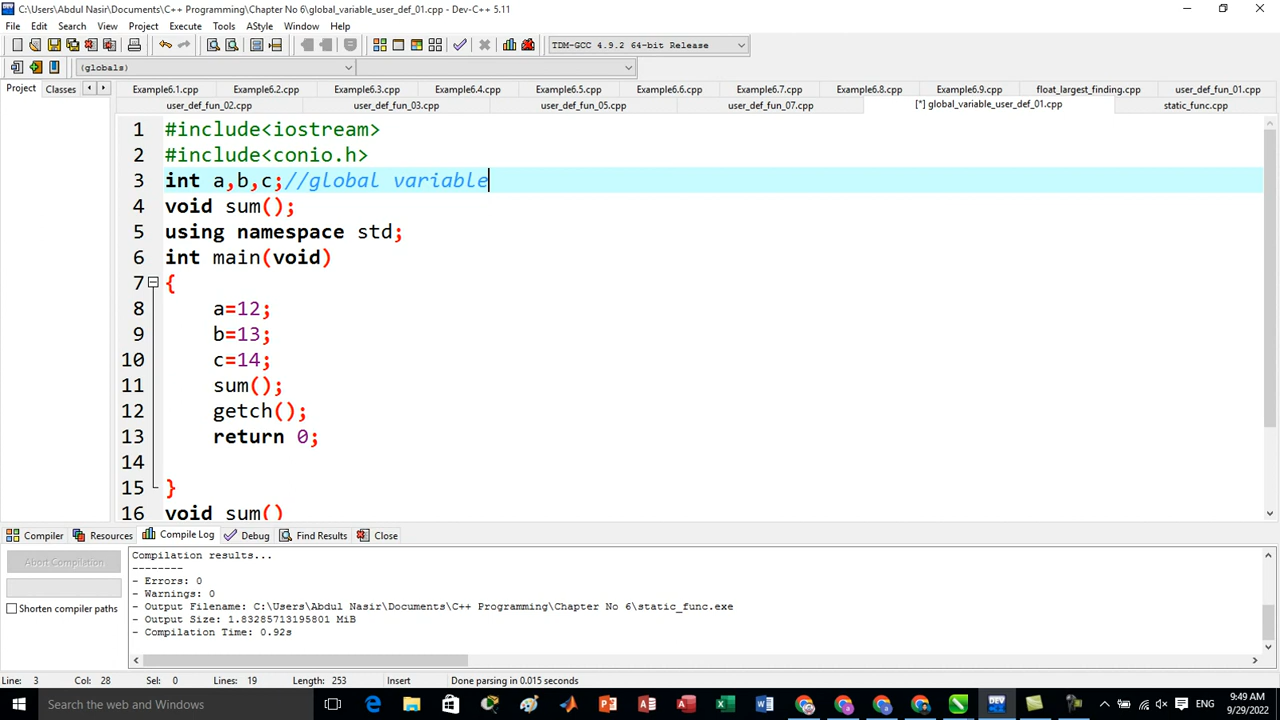 C:\Users\Abdul Nasir\Documents\C++ Programming\Chapter No 6\global_variable_user_def_01.cpp - Dev-C++ 5.11
File Edit Search View Project Execute Tools AStyle Window Help
TDM-GCC 4.9.2 64-bit Release
(globals)
Project Classes
Example6.1.cpp Example6.2.cpp Example6.3.cpp Example6.4.cpp Example6.5.cpp Example6.6.cpp Example6.7.cpp Example6.8.cpp Example6.9.cpp float_largest_finding.cpp user_def_fun_01.cpp
user_def_fun_02.cpp user_def_fun_03.cpp user_def_fun_05.cpp user_def_fun_07.cpp [*] global_variable_user_def_01.cpp static_func.cpp
1 #include<iostream>
2 #include<conio.h>
3 int a,b,c;//global variable
4 void sum();
5 using namespace std;
6 int main(void)
7 {
8 a=12;
9 b=13;
10 c=14;
11 sum();
12 getch();
13 return 0;
14
15 }
16 void sum()
Compiler Resources Compile Log Debug Find Results Close
Abort Compilation
Shorten compiler paths
Compilation results...
--------
- Errors: 0
- Warnings: 0
- Output Filename: C:\Users\Abdul Nasir\Documents\C++ Programming\Chapter No 6\static_func.exe
- Output Size: 1.83285713195801 MiB
- Compilation Time: 0.92s
Line: 3 Col: 28 Sel: 0 Lines: 19 Length: 253 Insert Done parsing in 0.015 seconds
Search the web and Windows
ENG
9:49 AM
9/29/2022